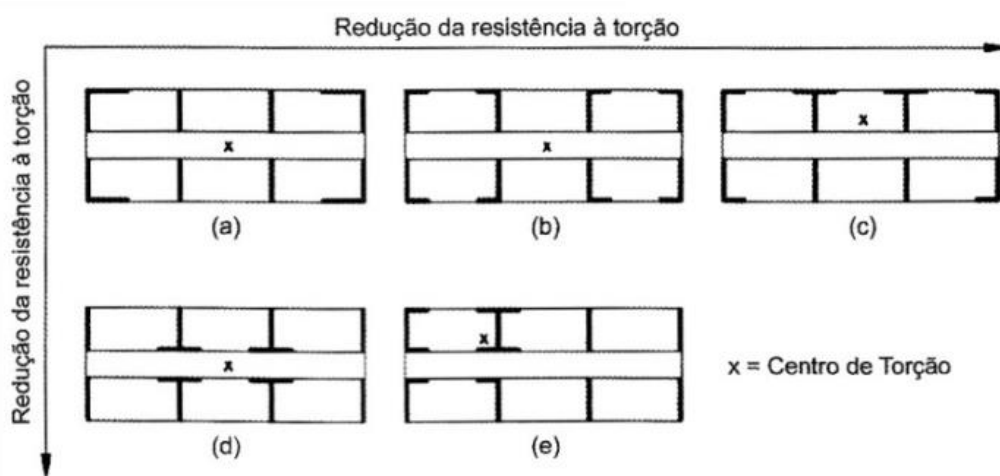 Redução da resistência à torção
Redução da resistência à torção
x
x
x
(a)
(b)
(c)
x
x
x = Centro de Torção
(d)
(e)